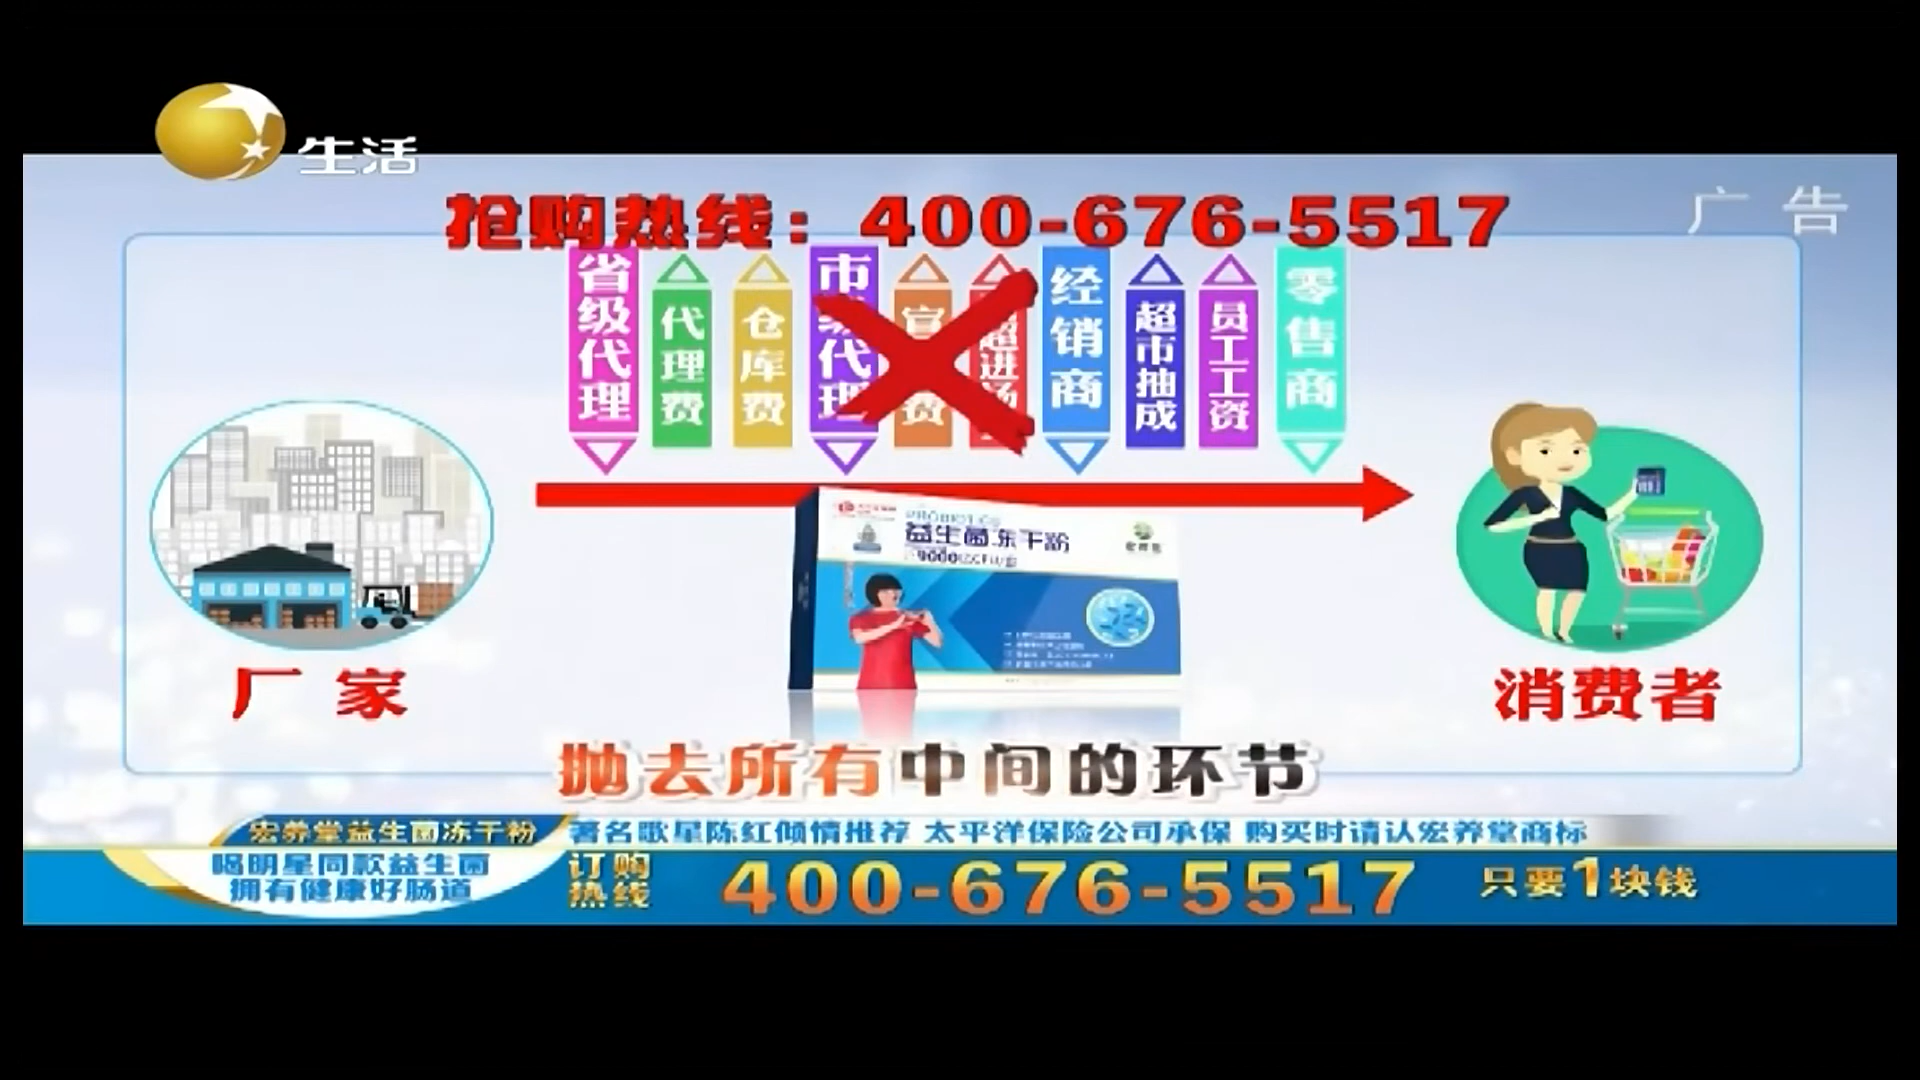 生活
广告
抢购热线：400-676-5517
省级代理
代理费
仓库费
经销商
超市抽成
员工工资
零售商
益生菌冻干粉
厂家
消费者
抛去所有中间的环节
宏养堂益生菌冻干粉
著名歌星陈红倾情推荐 太平洋保险公司承保 购买时请认宏养堂商标
喝明星同款益生菌
拥有健康好肠道
订购热线
400-676-5517
只要1块钱